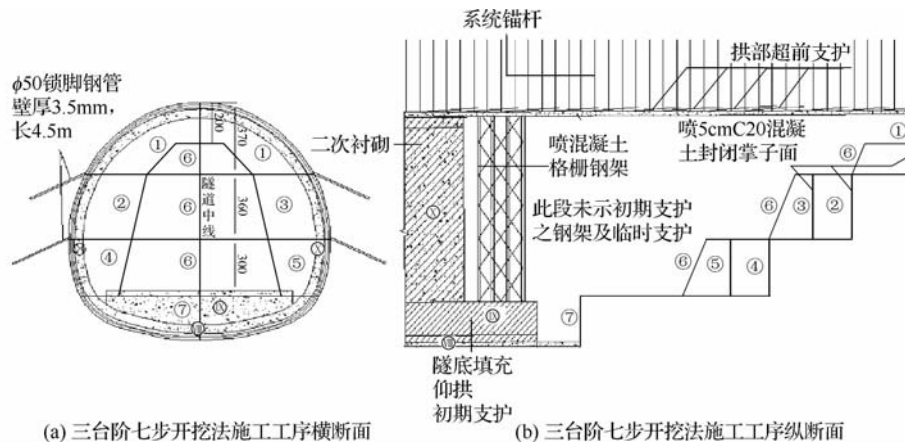 系统锚杆
拱部超前支护
ϕ50锁脚钢管
壁厚3.5mm,
长4.5m
二次衬砌
喷混凝土
格栅钢架
喷5cmC20混凝
土封闭掌子面
此段未示初期支护
之钢架及临时支护
200
370
360
300
隧道中线
①
⑥
①
②
⑥
③
④
⑥
⑤
⑦
Ⅸ
Ⅷ
①
⑥
⑥
③
②
⑥
⑤
④
⑦
Ⅸ
Ⅷ
隧底填充
仰拱
初期支护
(a) 三台阶七步开挖法施工工序横断面
(b) 三台阶七步开挖法施工工序纵断面